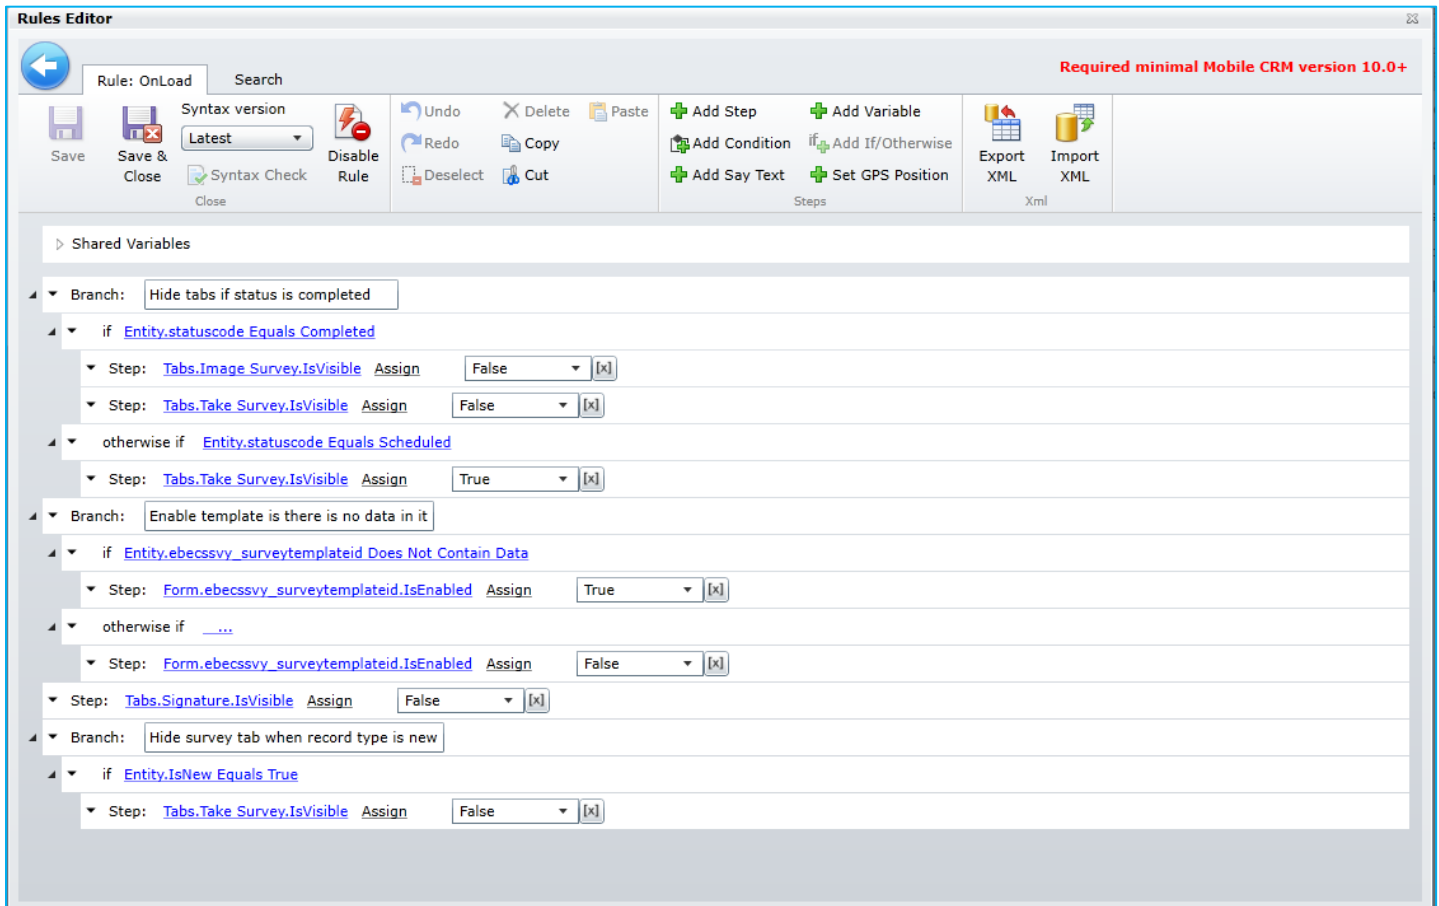 Rules Editor
Rule: OnLoad Search Required minimal Mobile CRM version 10.0+
Save
Save & Close
Syntax version
Latest
Syntax Check
Disable Rule
Close
Undo Delete Paste
Redo Copy
Deselect Cut
Add Step Add Variable
Add Condition Add If/Otherwise
Add Say Text Set GPS Position
Steps
Export XML
Import XML
Xml
Shared Variables
Branch: Hide tabs if status is completed
if Entity.statuscode Equals Completed
Step: Tabs.Image Survey.IsVisible Assign False [x]
Step: Tabs.Take Survey.IsVisible Assign False [x]
otherwise if Entity.statuscode Equals Scheduled
Step: Tabs.Take Survey.IsVisible Assign True [x]
Branch: Enable template is there is no data in it
if Entity.ebecssvy_surveytemplateid Does Not Contain Data
Step: Form.ebecssvy_surveytemplateid.IsEnabled Assign True [x]
otherwise if ...
Step: Form.ebecssvy_surveytemplateid.IsEnabled Assign False [x]
Step: Tabs.Signature.IsVisible Assign False [x]
Branch: Hide survey tab when record type is new
if Entity.IsNew Equals True
Step: Tabs.Take Survey.IsVisible Assign False [x]